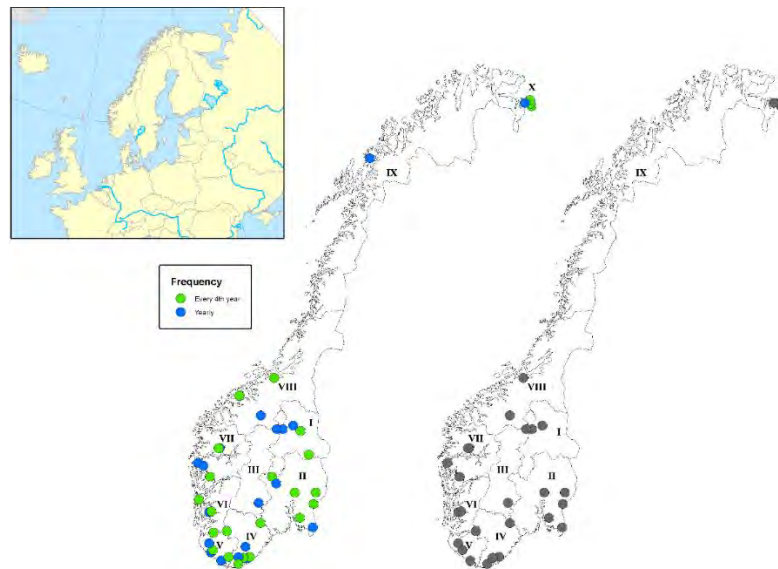 X
IX
IX
Frequency
Every 4th year
Yearly
VIII
VIII
I
I
VII
VII
III
III
II
II
VI
VI
IV
IV
V
V